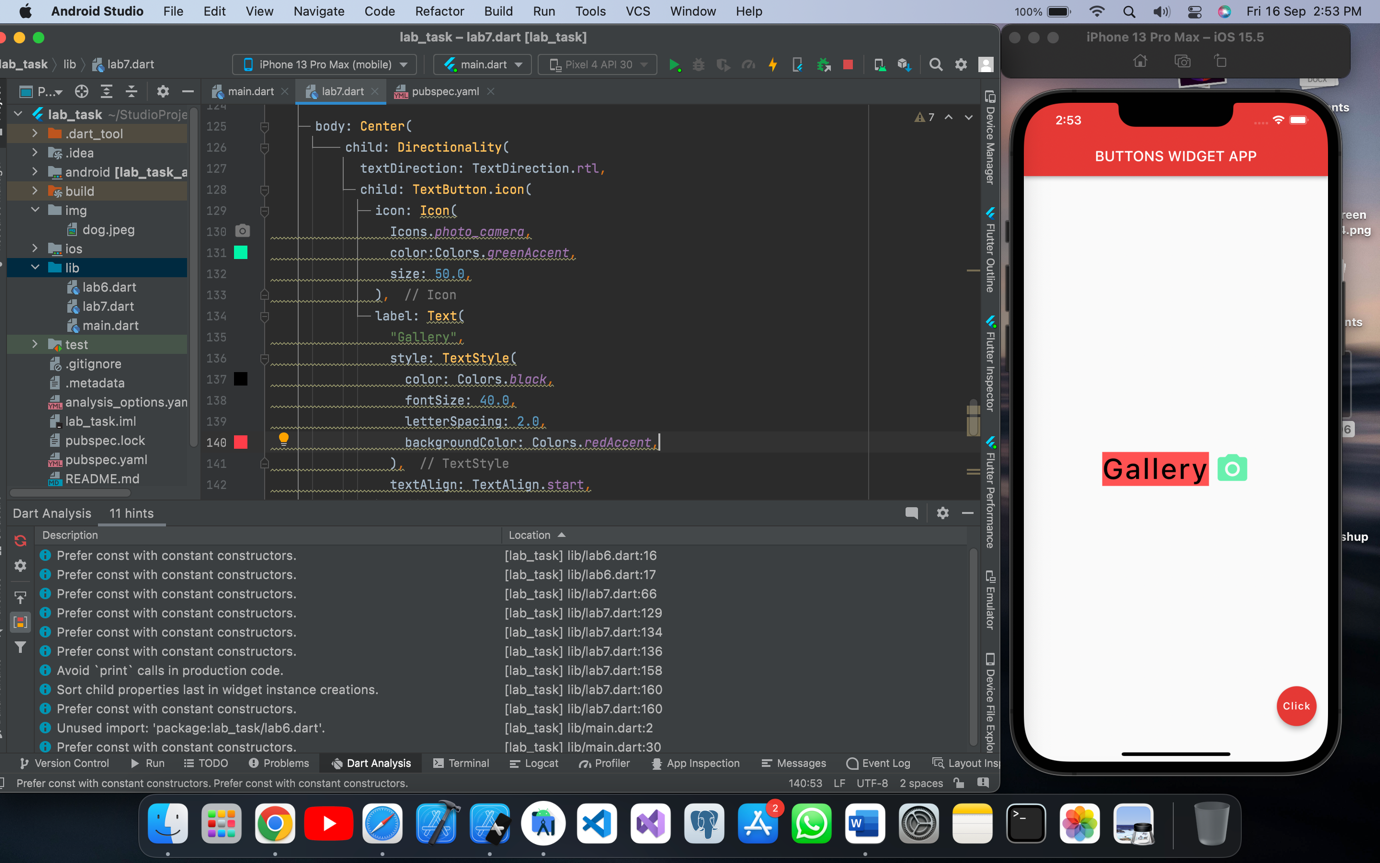 Android Studio File Edit View Navigate Code Refactor Build Run Tools VCS Window Help
100% Fri 16 Sep 2:53 PM
lab_task – lab7.dart [lab_task]
lab_task lib lab7.dart
iPhone 13 Pro Max (mobile)
main.dart
Pixel 4 API 30
P...
main.dart
lab7.dart
pubspec.yaml
lab_task ~/StudioProje
.dart_tool
.idea
android [lab_task_a
build
img
dog.jpeg
ios
lib
lab6.dart
lab7.dart
main.dart
test
.gitignore
.metadata
analysis_options.yam
lab_task.iml
pubspec.lock
pubspec.yaml
README.md
124
125 body: Center(
126 child: Directionality(
127 textDirection: TextDirection.rtl,
128 child: TextButton.icon(
129 icon: Icon(
130 Icons.photo_camera,
131 color:Colors.greenAccent,
132 size: 50.0,
133 ), // Icon
134 label: Text(
135 "Gallery",
136 style: TextStyle(
137 color: Colors.black,
138 fontSize: 40.0,
139 letterSpacing: 2.0,
140 backgroundColor: Colors.redAccent,
141 ), // TextStyle
142 textAlign: TextAlign.start,
7
Device Manager
Flutter Outline
Flutter Inspector
Flutter Performance
Emulator
Device File Explo
Dart Analysis 11 hints
Description Location
Prefer const with constant constructors. [lab_task] lib/lab6.dart:16
Prefer const with constant constructors. [lab_task] lib/lab6.dart:17
Prefer const with constant constructors. [lab_task] lib/lab7.dart:66
Prefer const with constant constructors. [lab_task] lib/lab7.dart:129
Prefer const with constant constructors. [lab_task] lib/lab7.dart:134
Prefer const with constant constructors. [lab_task] lib/lab7.dart:136
Avoid `print` calls in production code. [lab_task] lib/lab7.dart:158
Sort child properties last in widget instance creations. [lab_task] lib/lab7.dart:160
Prefer const with constant constructors. [lab_task] lib/lab7.dart:160
Unused import: 'package:lab_task/lab6.dart'. [lab_task] lib/main.dart:2
Prefer const with constant constructors. [lab_task] lib/main.dart:30
Version Control Run TODO Problems Dart Analysis Terminal Logcat Profiler App Inspection Messages Event Log Layout Insp
Prefer const with constant constructors. Prefer const with constant constructors. 140:53 LF UTF-8 2 spaces
iPhone 13 Pro Max – iOS 15.5
2:53
BUTTONS WIDGET APP
Gallery
Click
nts
reen
4.png
nts
6
shup
2